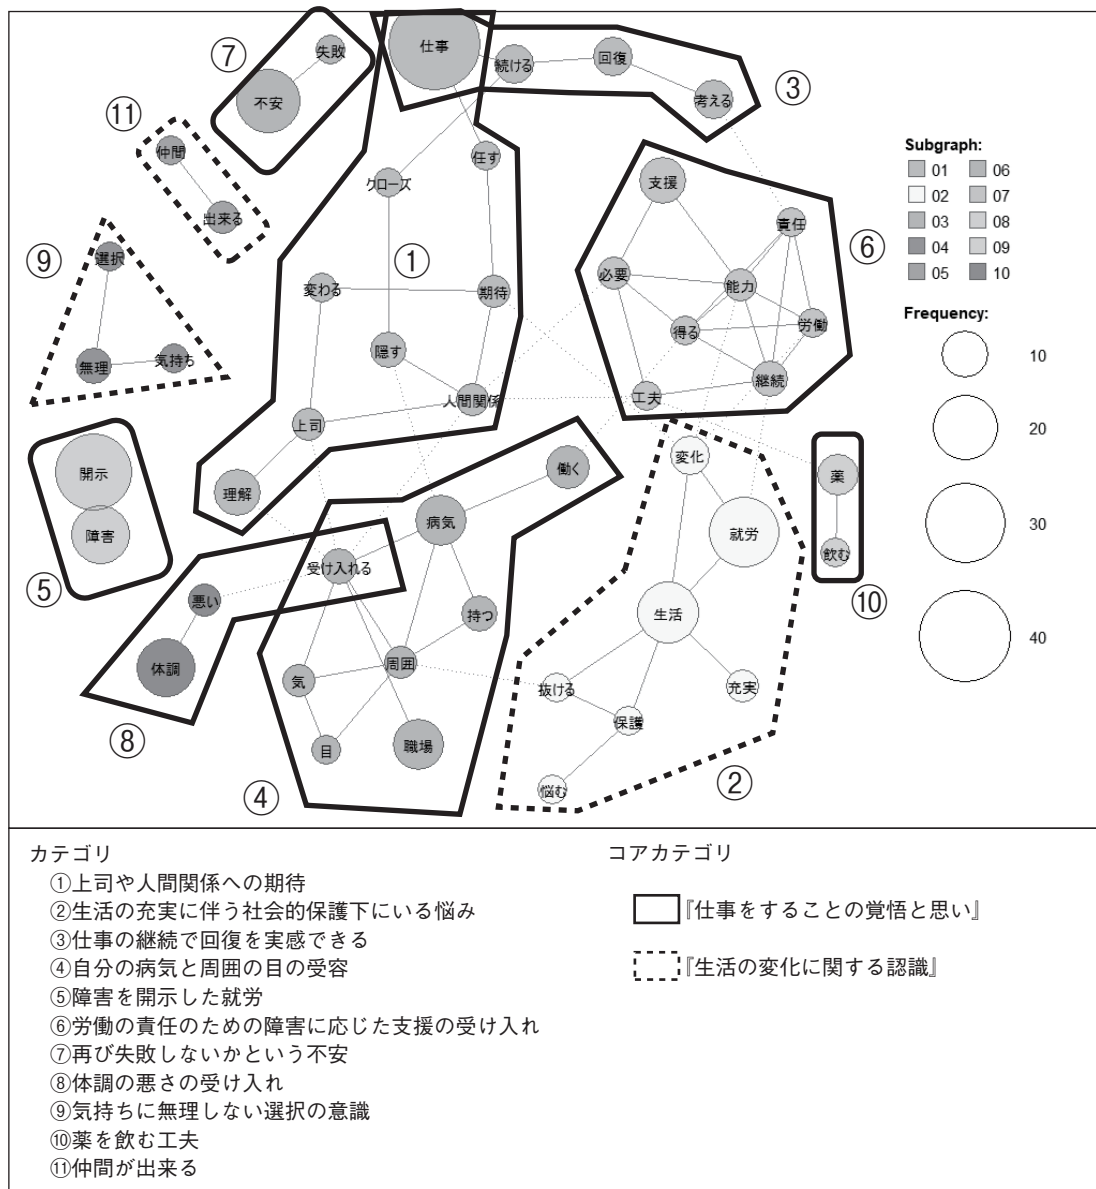 仕事
続ける
回復
考える
⑦
失敗
不安
③
⑪
仲間
出来る
任す
クローズ
支援
責任
⑥
Subgraph:
01 06
02 07
03 08
04 09
05 10
⑨
選択
無理
気持ち
①
変わる
期待
隠す
人間関係
上司
理解
必要
能力
得る
労働
工夫
継続
Frequency:
10
20
30
40
開示
障害
⑤
働く
病気
受け入れる
悪い
体調
⑧
持つ
周囲
気
目
職場
④
変化
就労
生活
抜ける
充実
保護
悩む
②
薬
飲む
⑩
カテゴリ
①上司や人間関係への期待
②生活の充実に伴う社会的保護下にいる悩み
③仕事の継続で回復を実感できる
④自分の病気と周囲の目の受容
⑤障害を開示した就労
⑥労働の責任のための障害に応じた支援の受け入れ
⑦再び失敗しないかという不安
⑧体調の悪さの受け入れ
⑨気持ちに無理しない選択の意識
⑩薬を飲む工夫
⑪仲間が出来る
コアカテゴリ
『仕事をすることの覚悟と思い』
『生活の変化に関する認識』